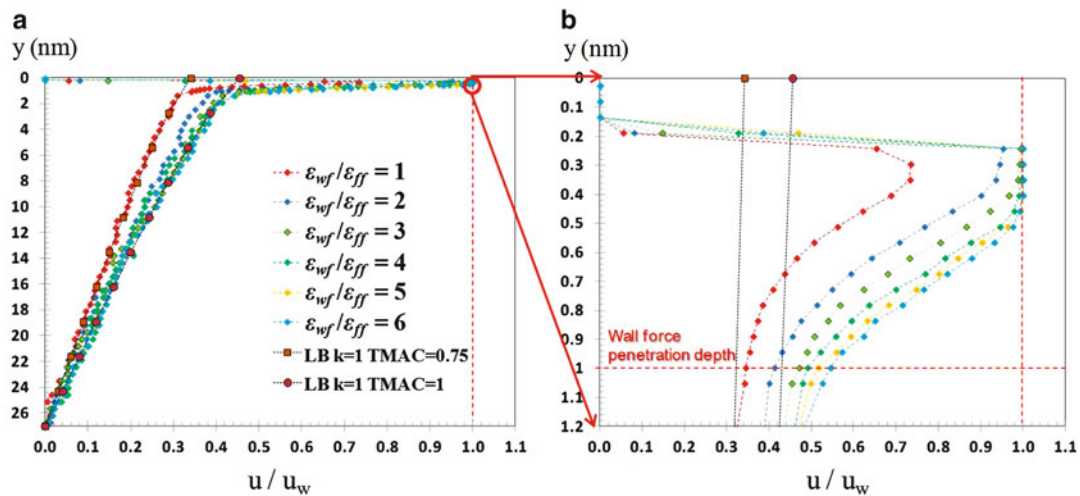 a
y (nm)
0
2
4
6
8
10
12
14
16
18
20
22
24
26
0.0 0.1 0.2 0.3 0.4 0.5 0.6 0.7 0.8 0.9 1.0 1.1
u / u_w
ε_wf/ε_ff = 1
ε_wf/ε_ff = 2
ε_wf/ε_ff = 3
ε_wf/ε_ff = 4
ε_wf/ε_ff = 5
ε_wf/ε_ff = 6
LB k=1 TMAC=0.75
LB k=1 TMAC=1
b
y (nm)
0
0.1
0.2
0.3
0.4
0.5
0.6
0.7
0.8
0.9
1
1.1
1.2
Wall force
penetration depth
0.0 0.1 0.2 0.3 0.4 0.5 0.6 0.7 0.8 0.9 1.0 1.1
u / u_w